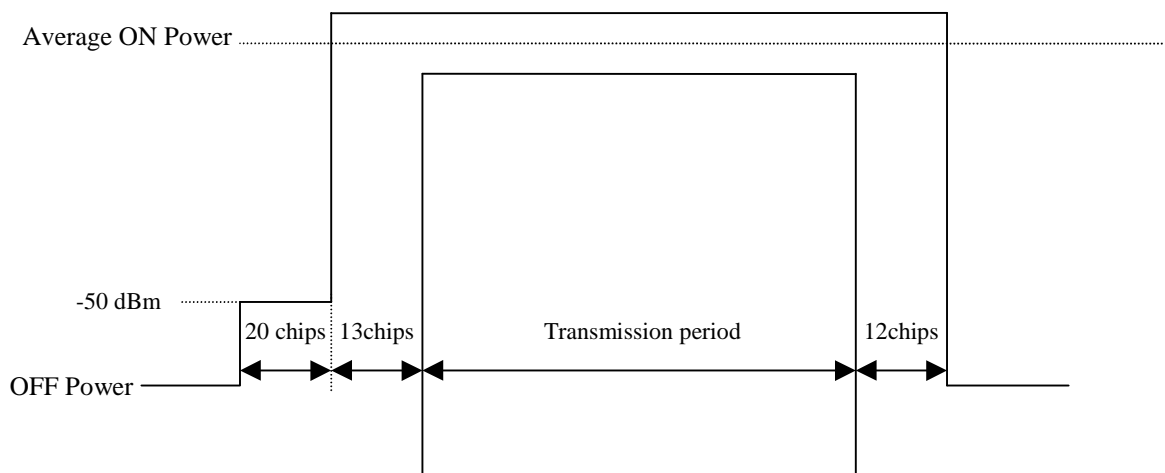 Average ON Power
-50 dBm
20 chips
13chips
Transmission period
12chips
OFF Power